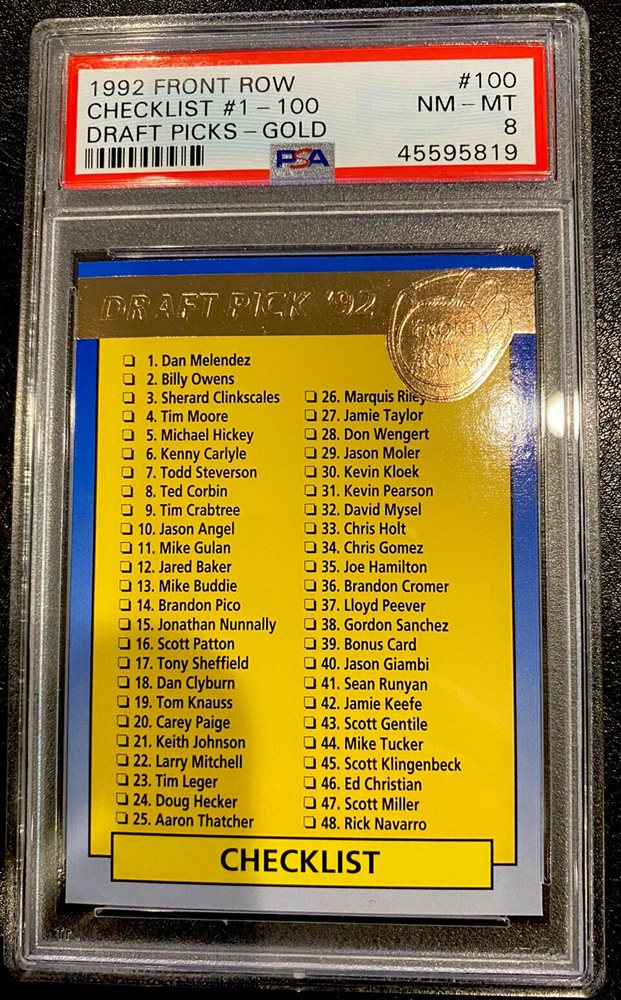 1992 FRONT ROW #100
CHECKLIST #1-100 NM-MT
DRAFT PICKS-GOLD 8
PSA 45595819
DRAFT PICK '92
FRONT
ROW
1. Dan Melendez
2. Billy Owens
3. Sherard Clinkscales
4. Tim Moore
5. Michael Hickey
6. Kenny Carlyle
7. Todd Steverson
8. Ted Corbin
9. Tim Crabtree
10. Jason Angel
11. Mike Gulan
12. Jared Baker
13. Mike Buddie
14. Brandon Pico
15. Jonathan Nunnally
16. Scott Patton
17. Tony Sheffield
18. Dan Clyburn
19. Tom Knauss
20. Carey Paige
21. Keith Johnson
22. Larry Mitchell
23. Tim Leger
24. Doug Hecker
25. Aaron Thatcher
26. Marquis Riley
27. Jamie Taylor
28. Don Wengert
29. Jason Moler
30. Kevin Kloek
31. Kevin Pearson
32. David Mysel
33. Chris Holt
34. Chris Gomez
35. Joe Hamilton
36. Brandon Cromer
37. Lloyd Peever
38. Gordon Sanchez
39. Bonus Card
40. Jason Giambi
41. Sean Runyan
42. Jamie Keefe
43. Scott Gentile
44. Mike Tucker
45. Scott Klingenbeck
46. Ed Christian
47. Scott Miller
48. Rick Navarro
CHECKLIST